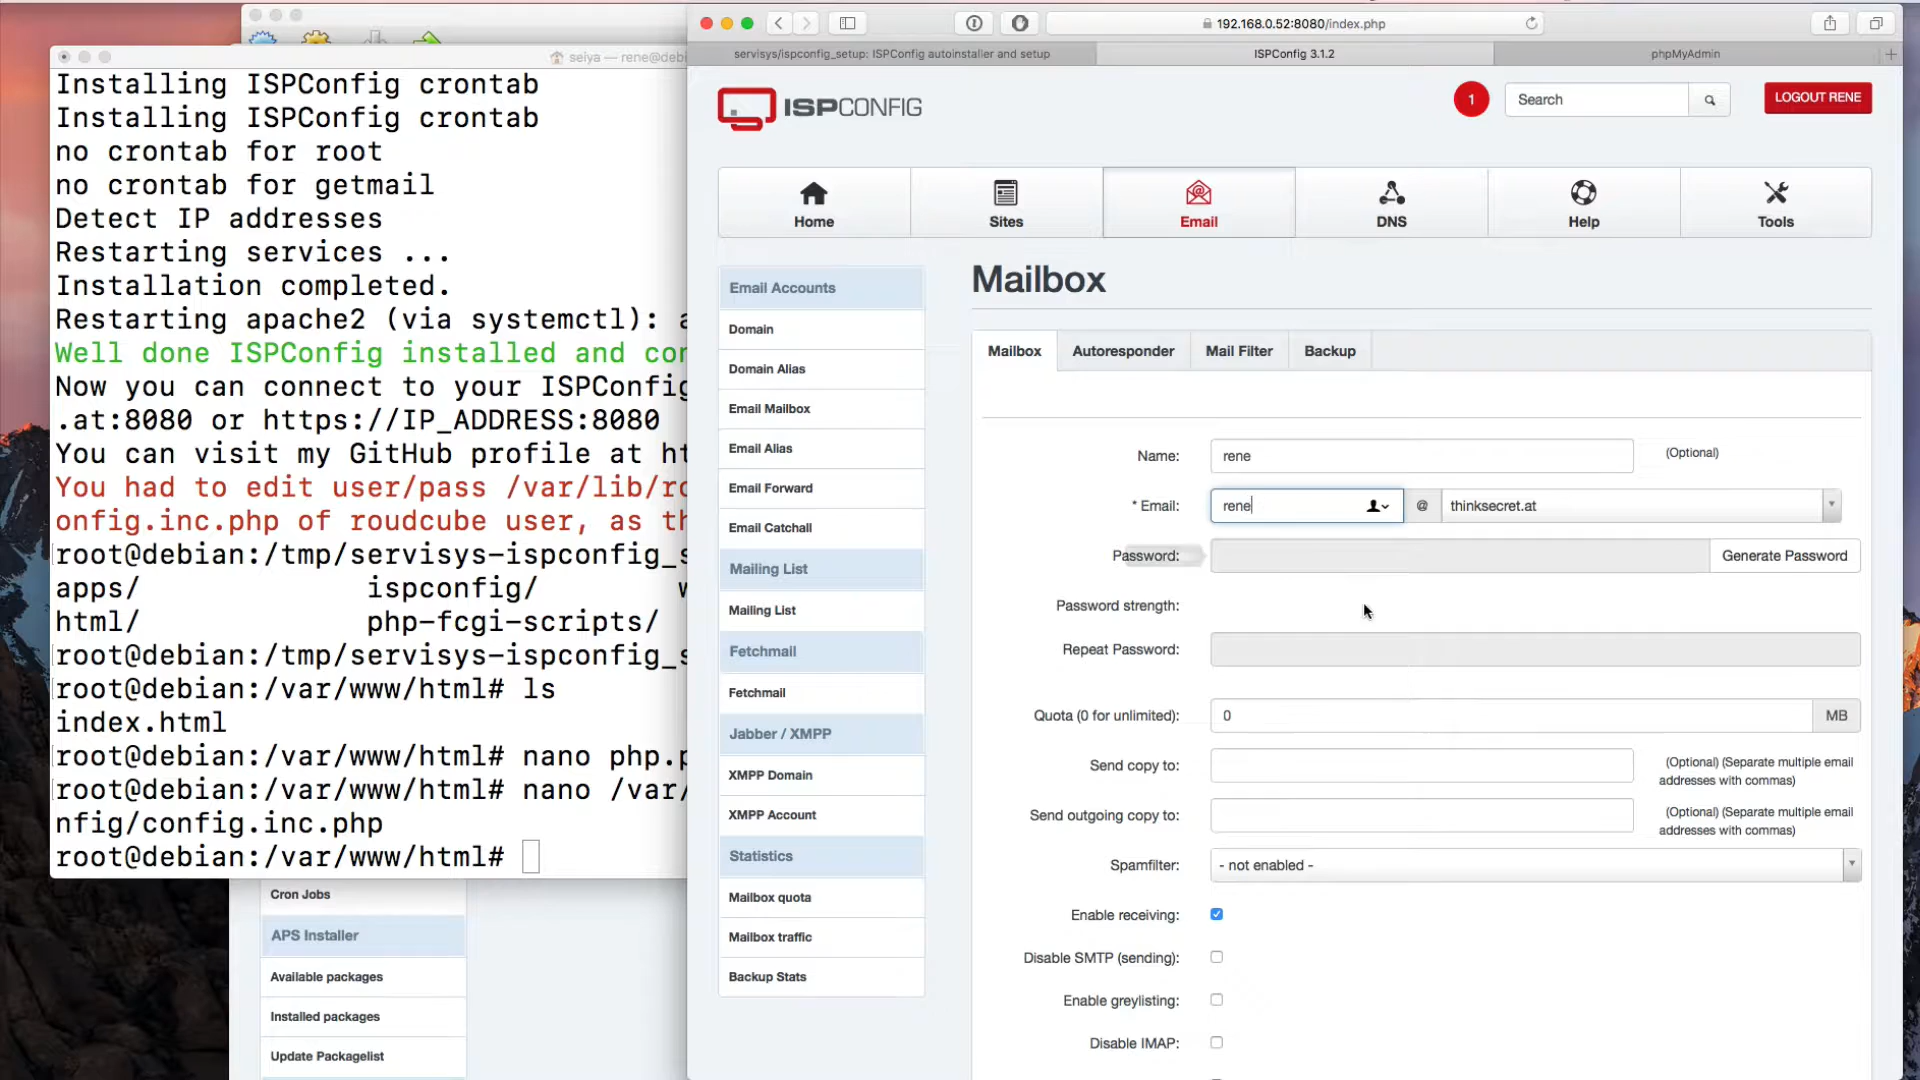 seiya — rene@debi
Installing ISPConfig crontab
Installing ISPConfig crontab
no crontab for root
no crontab for getmail
Detect IP addresses
Restarting services ...
Installation completed.
Restarting apache2 (via systemctl):
Well done ISPConfig installed and co
Now you can connect to your ISPConfig
.at:8080 or https://IP_ADDRESS:8080
You can visit my GitHub profile at ht
You had to edit user/pass /var/lib/ro
onfig.inc.php of roudcube user, as th
root@debian:/tmp/servisys-ispconfig_s
apps/ ispconfig/ w
html/ php-fcgi-scripts/
root@debian:/tmp/servisys-ispconfig_s
root@debian:/var/www/html# ls
index.html
root@debian:/var/www/html# nano php.p
root@debian:/var/www/html# nano /var/
nfig/config.inc.php
root@debian:/var/www/html#
Cron Jobs
APS Installer
Available packages
Installed packages
Update Packagelist
192.168.0.52:8080/index.php
servisys/ispconfig_setup: ISPConfig autoinstaller and setup
ISPConfig 3.1.2
phpMyAdmin
ISPCONFIG
1
Search
LOGOUT RENE
Home
Sites
Email
DNS
Help
Tools
Email Accounts
Domain
Domain Alias
Email Mailbox
Email Alias
Email Forward
Email Catchall
Mailing List
Mailing List
Fetchmail
Fetchmail
Jabber / XMPP
XMPP Domain
XMPP Account
Statistics
Mailbox quota
Mailbox traffic
Backup Stats
Mailbox
Mailbox
Autoresponder
Mail Filter
Backup
Name: rene (Optional)
* Email: rene @ thinksecret.at
Password: Generate Password
Password strength:
Repeat Password:
Quota (0 for unlimited): 0 MB
Send copy to: (Optional) (Separate multiple email
addresses with commas)
Send outgoing copy to: (Optional) (Separate multiple email
addresses with commas)
Spamfilter: - not enabled -
Enable receiving:
Disable SMTP (sending):
Enable greylisting:
Disable IMAP: